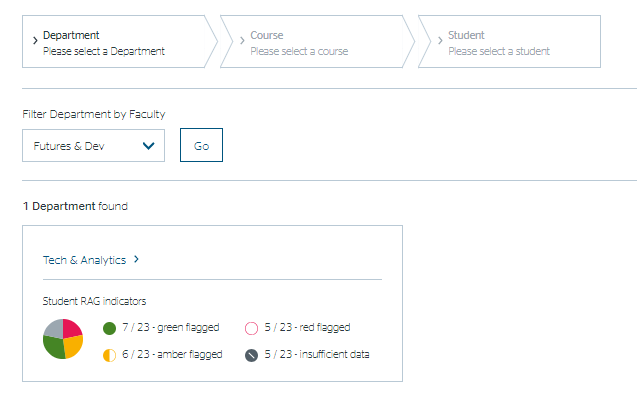 Department
Please select a Department
Course
Please select a course
Student
Please select a student
Filter Department by Faculty
Futures & Dev
Go
1 Department found
Tech & Analytics
Student RAG indicators
7 / 23 - green flagged
5 / 23 - red flagged
6 / 23 - amber flagged
5 / 23 - insufficient data